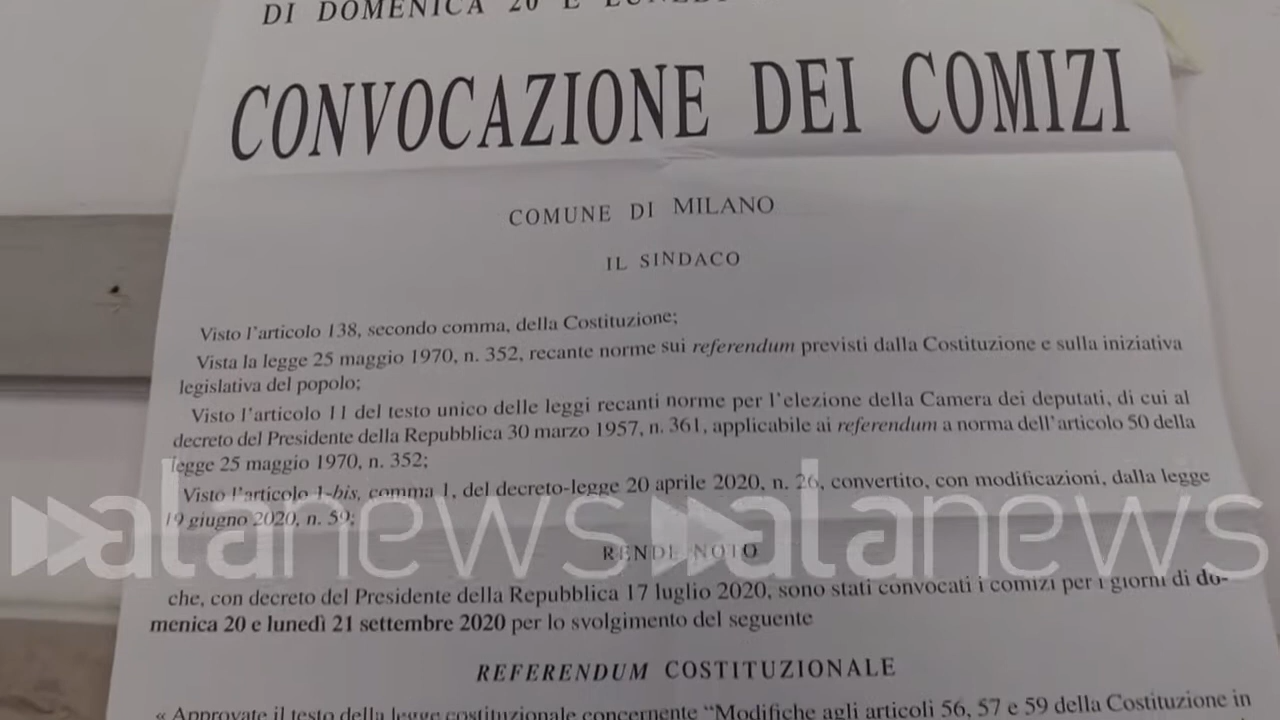 DI DOMENICA 20 E LUNEDÌ
CONVOCAZIONE DEI COMIZI
COMUNE DI MILANO
IL SINDACO
Visto l'articolo 138, secondo comma, della Costituzione;
Vista la legge 25 maggio 1970, n. 352, recante norme sui referendum previsti dalla Costituzione e sulla iniziativa
legislativa del popolo;
Visto l'articolo 11 del testo unico delle leggi recanti norme per l'elezione della Camera dei deputati, di cui al
decreto del Presidente della Repubblica 30 marzo 1957, n. 361, applicabile ai referendum a norma dell'articolo 50 della
legge 25 maggio 1970, n. 352;
Visto l'articolo 1-bis, comma 1, del decreto-legge 20 aprile 2020, n. 26, convertito, con modificazioni, dalla legge
19 giugno 2020, n. 59;
alanews alanews
RENDE NOTO
che, con decreto del Presidente della Repubblica 17 luglio 2020, sono stati convocati i comizi per i giorni di do-
menica 20 e lunedì 21 settembre 2020 per lo svolgimento del seguente
REFERENDUM COSTITUZIONALE
« Approvate il testo della legge costituzionale concernente "Modifiche agli articoli 56, 57 e 59 della Costituzione in